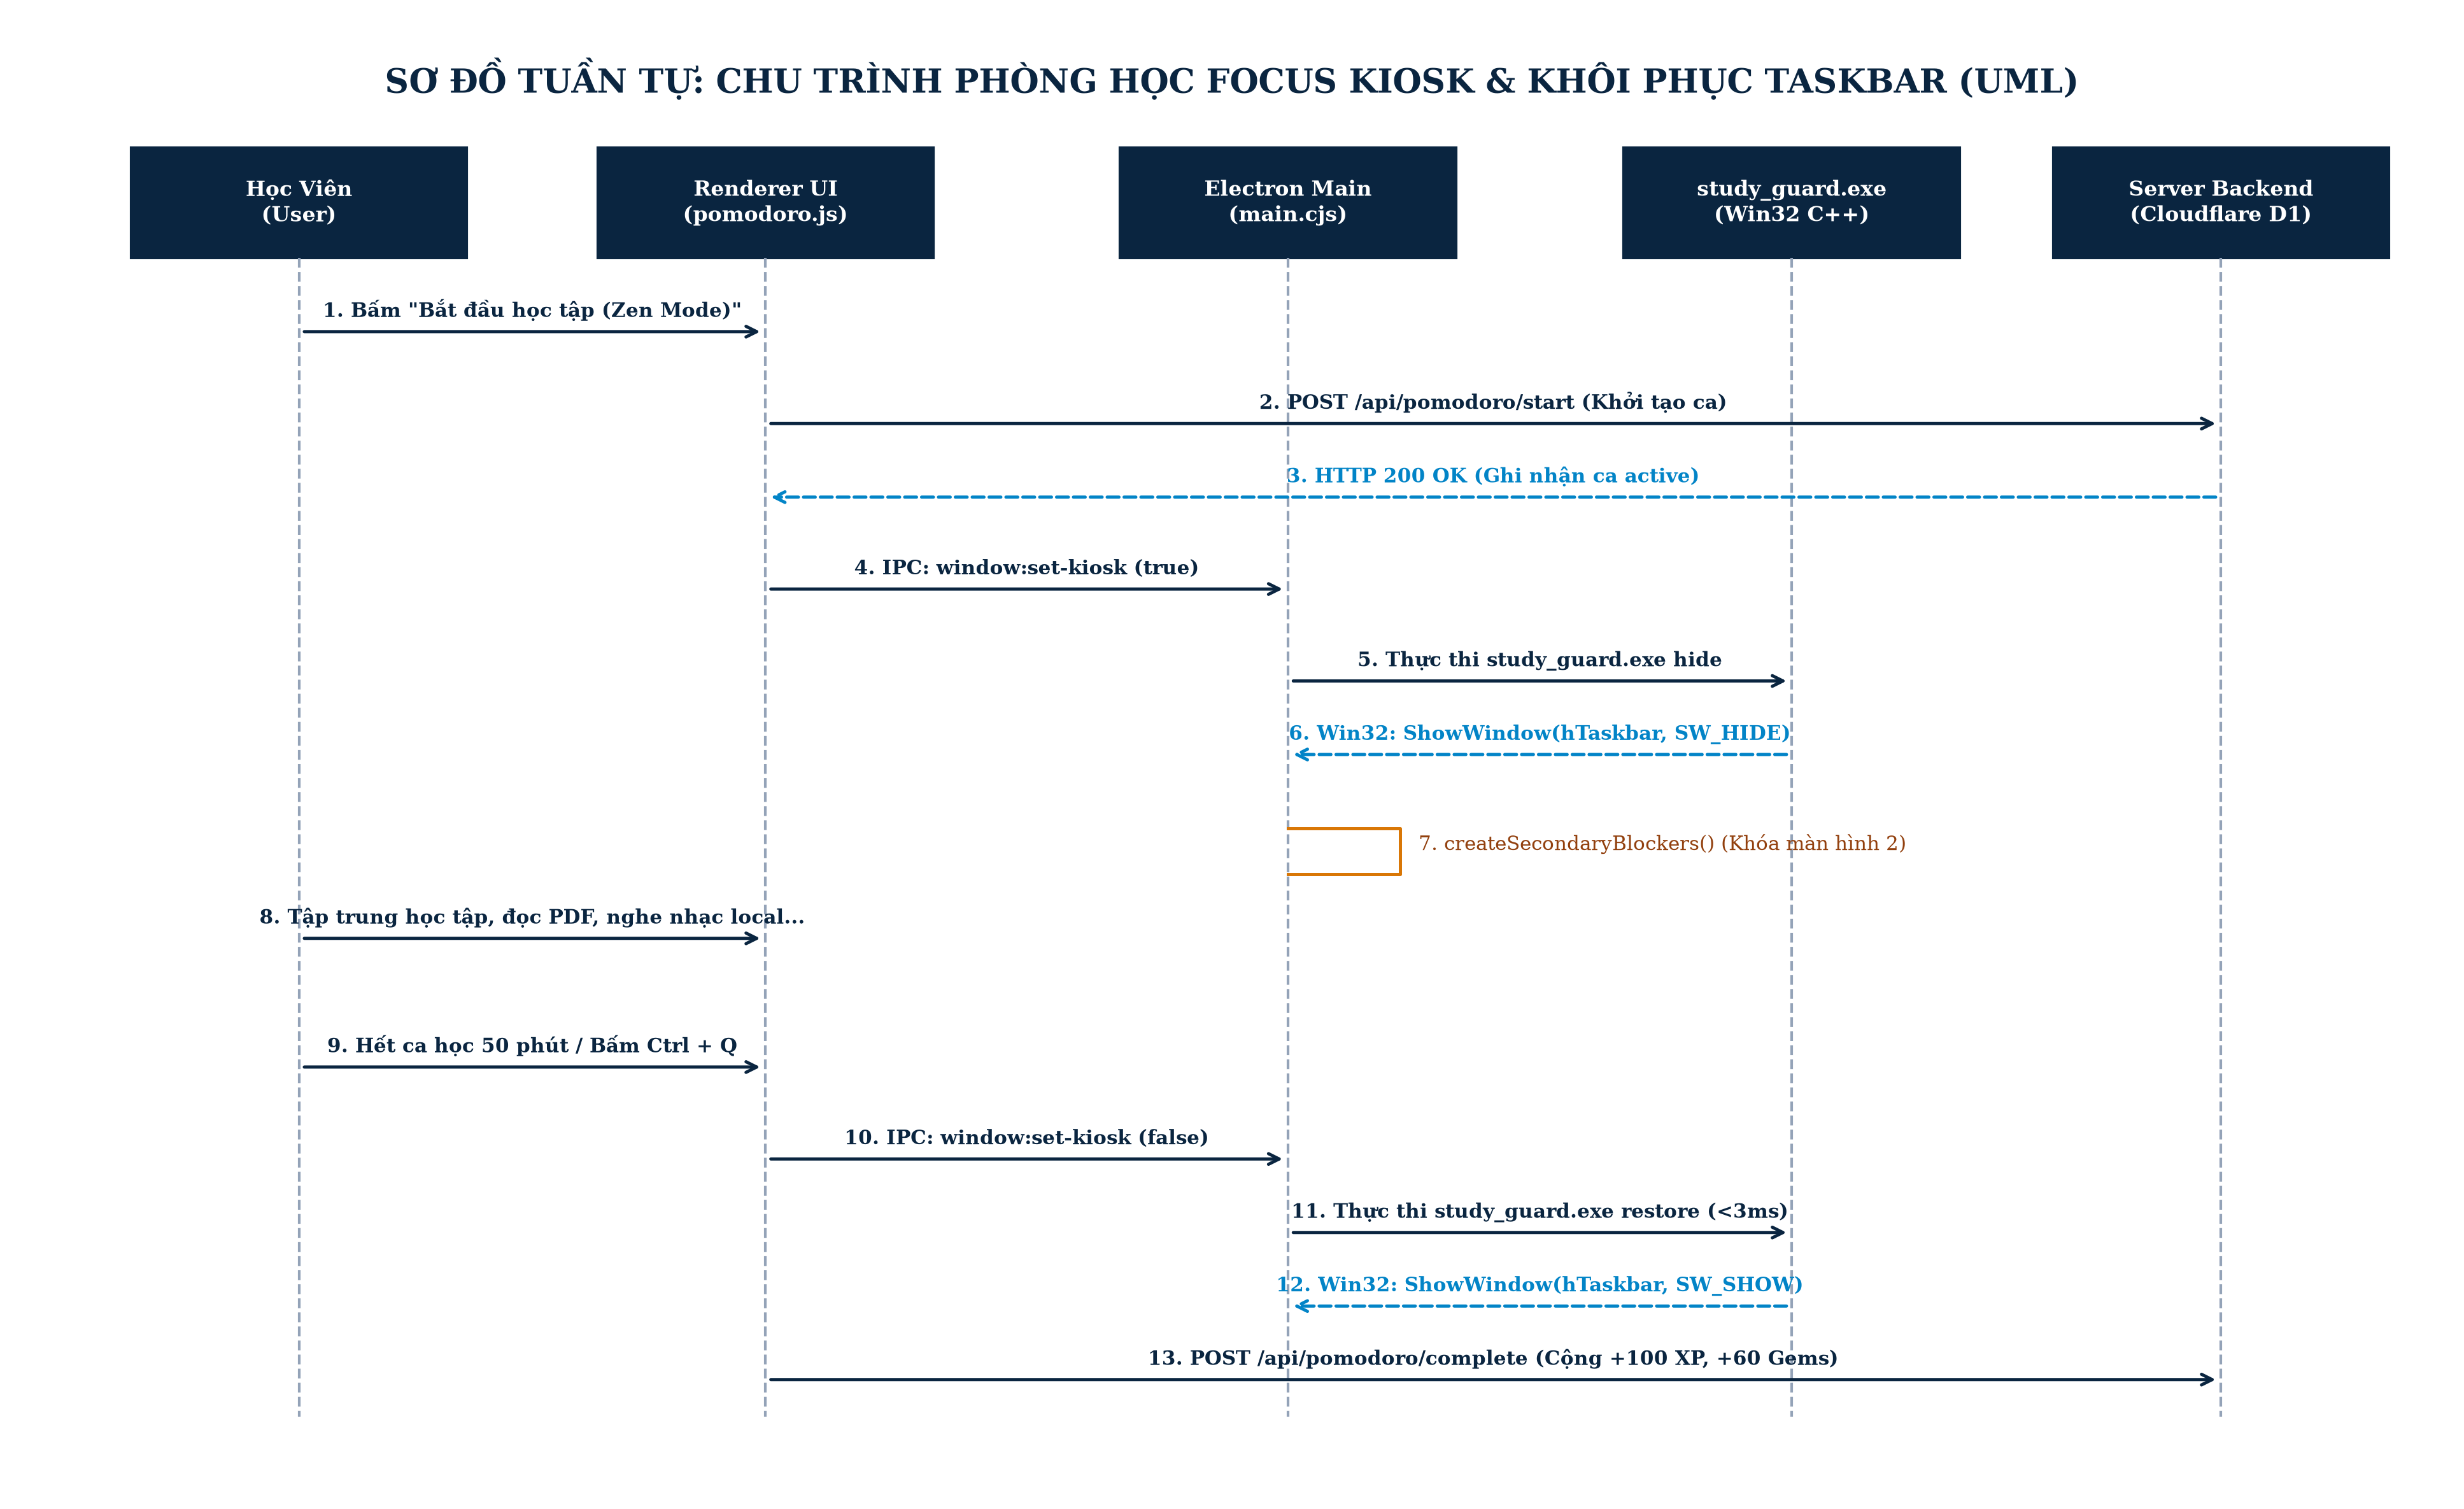 SƠ ĐỒ TUẦN TỰ: CHU TRÌNH PHÒNG HỌC FOCUS KIOSK & KHÔI PHỤC TASKBAR (UML)
Học Viên
(User)
Renderer UI
(pomodoro.js)
Electron Main
(main.cjs)
study_guard.exe
(Win32 C++)
Server Backend
(Cloudflare D1)
1. Bấm "Bắt đầu học tập (Zen Mode)"
2. POST /api/pomodoro/start (Khởi tạo ca)
3. HTTP 200 OK (Ghi nhận ca active)
4. IPC: window:set-kiosk (true)
5. Thực thi study_guard.exe hide
6. Win32: ShowWindow(hTaskbar, SW_HIDE)
7. createSecondaryBlockers() (Khóa màn hình 2)
8. Tập trung học tập, đọc PDF, nghe nhạc local...
9. Hết ca học 50 phút / Bấm Ctrl + Q
10. IPC: window:set-kiosk (false)
11. Thực thi study_guard.exe restore (<3ms)
12. Win32: ShowWindow(hTaskbar, SW_SHOW)
13. POST /api/pomodoro/complete (Cộng +100 XP, +60 Gems)